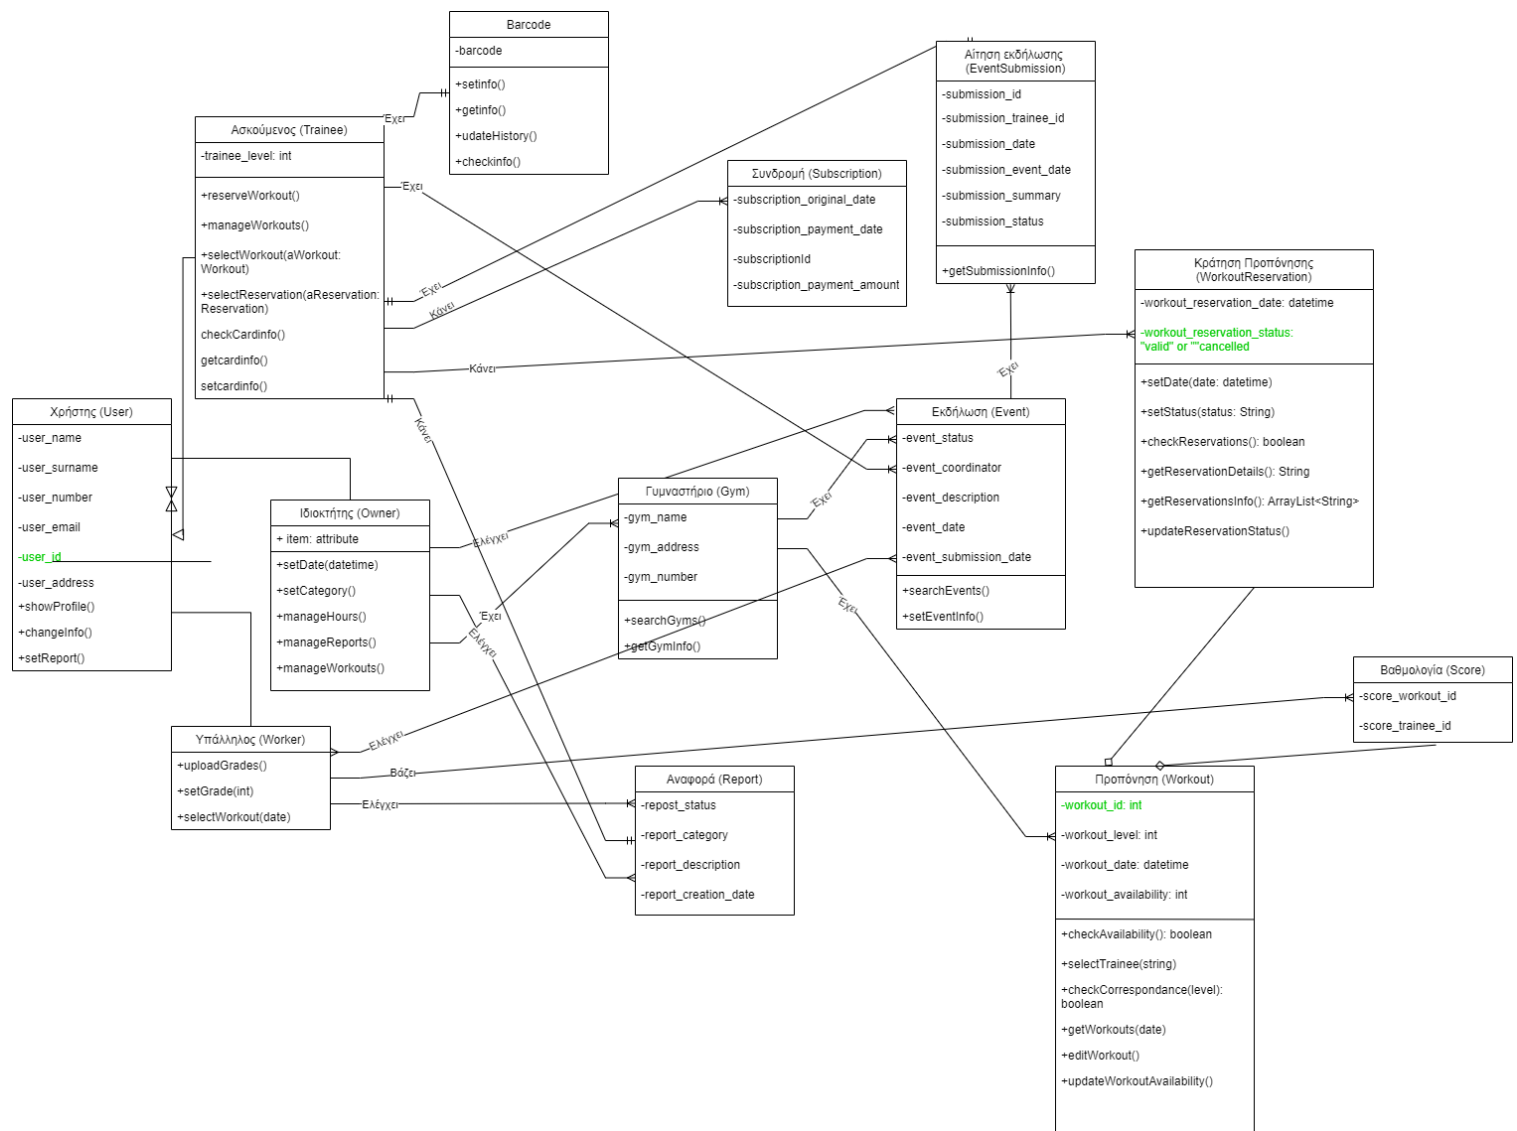 Barcode
-barcode
+setinfo()
+getinfo()
+udateHistory()
+checkinfo()
Έχει
Ασκούμενος (Trainee)
-trainee_level: int
+reserveWorkout()
+manageWorkouts()
+selectWorkout(aWorkout:
Workout)
+selectReservation(aReservation:
Reservation)
checkCardinfo()
getcardinfo()
setcardinfo()
Έχει
Έχει
Κάνει
Κάνει
Κάνει
Αίτηση εκδήλωσης
(EventSubmission)
-submission_id
-submission_trainee_id
-submission_date
-submission_event_date
-submission_summary
-submission_status
+getSubmissionInfo()
Συνδρομή (Subscription)
-subscription_original_date
-subscription_payment_date
-subscriptionId
-subscription_payment_amount
Κράτηση Προπόνησης
(WorkoutReservation)
-workout_reservation_date: datetime
-workout_reservation_status:
"valid" or ""cancelled
+setDate(date: datetime)
+setStatus(status: String)
+checkReservations(): boolean
+getReservationDetails(): String
+getReservationsInfo(): ArrayList<String>
+updateReservationStatus()
Έχει
Χρήστης (User)
-user_name
-user_surname
-user_number
-user_email
-user_id
-user_address
+showProfile()
+changeInfo()
+setReport()
Ιδιοκτήτης (Owner)
+ item: attribute
+setDate(datetime)
+setCategory()
+manageHours()
+manageReports()
+manageWorkouts()
Ελέγχει
Έχει
Ελέγχει
Γυμναστήριο (Gym)
-gym_name
-gym_address
-gym_number
+searchGyms()
+getGymInfo()
Έχει
Έχει
Εκδήλωση (Event)
-event_status
-event_coordinator
-event_description
-event_date
-event_submission_date
+searchEvents()
+setEventInfo()
Βαθμολογία (Score)
-score_workout_id
-score_trainee_id
Υπάλληλος (Worker)
+uploadGrades()
+setGrade(int)
+selectWorkout(date)
Ελέγχει
Βάζει
Ελέγχει
Αναφορά (Report)
-repost_status
-report_category
-report_description
-report_creation_date
Προπόνηση (Workout)
-workout_id: int
-workout_level: int
-workout_date: datetime
-workout_availability: int
+checkAvailability(): boolean
+selectTrainee(string)
+checkCorrespondance(level):
boolean
+getWorkouts(date)
+editWorkout()
+updateWorkoutAvailability()